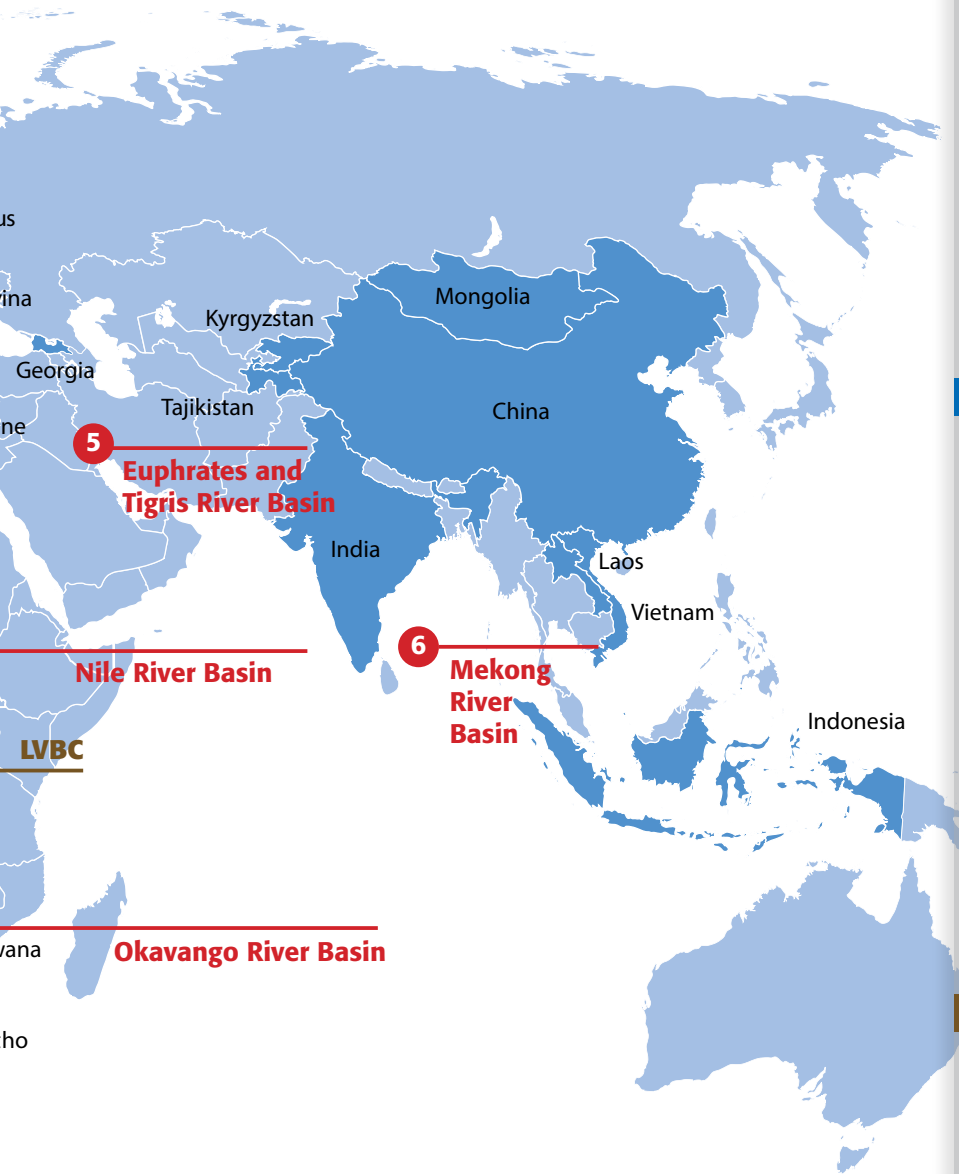 us
Mongolia
vina
Kyrgyzstan
Georgia
Tajikistan
China
ne
5
Euphrates and
Tigris River Basin
India
Laos
Vietnam
6
Mekong
River
Basin
Nile River Basin
Indonesia
LVBC
wana
Okavango River Basin
tho